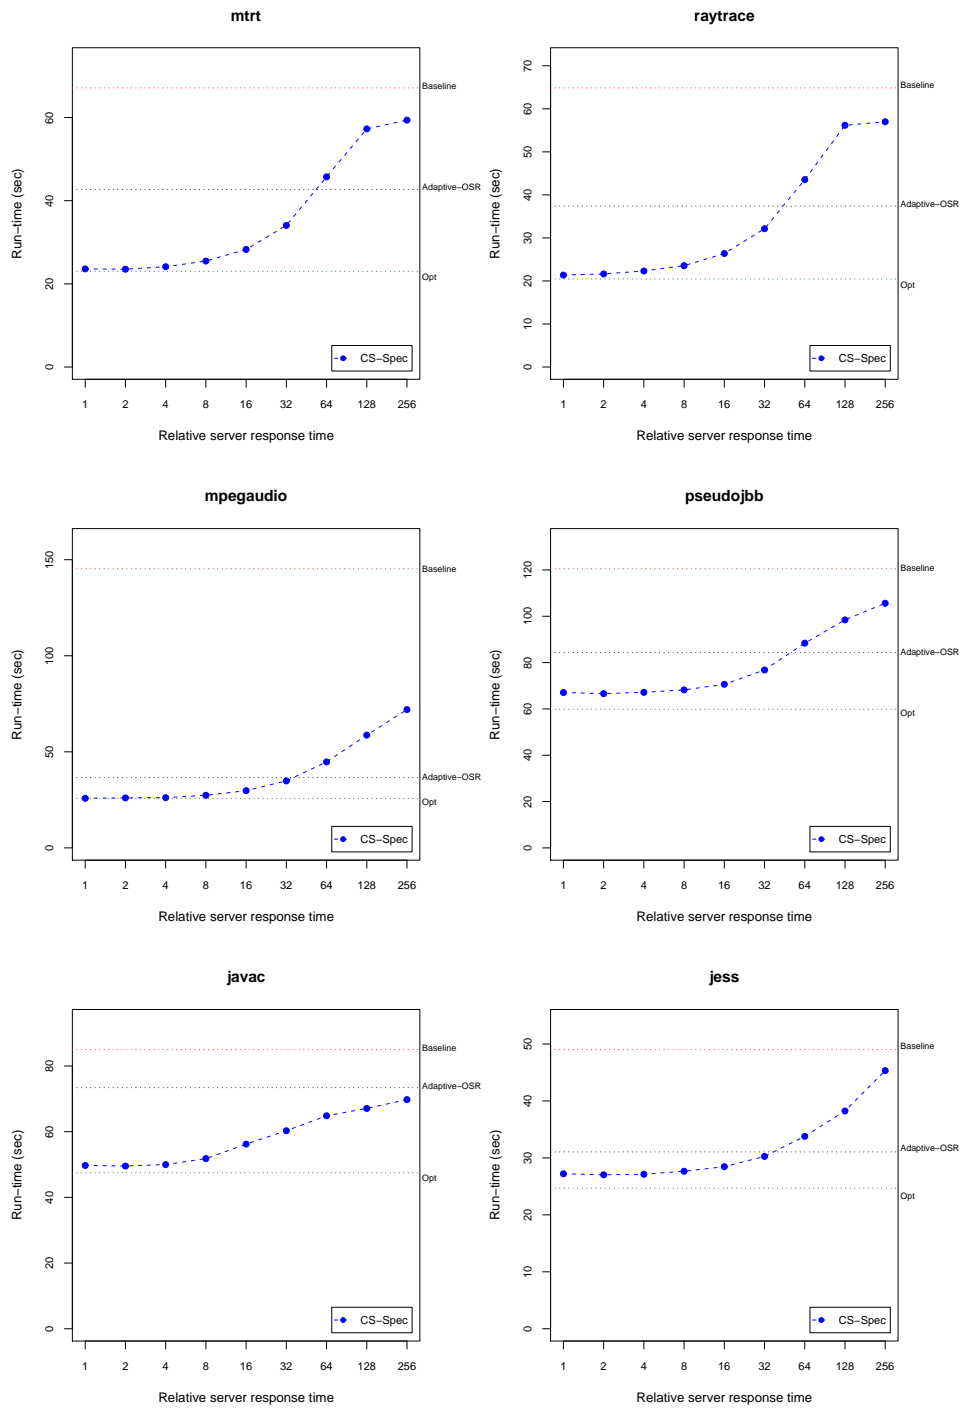 mtrt
Run−time (sec)
0
20
40
60
Baseline
Adaptive−OSR
Opt
CS−Spec
1 2 4 8 16 32 64 128 256
Relative server response time
raytrace
Run−time (sec)
0
10
20
30
40
50
60
70
Baseline
Adaptive−OSR
Opt
CS−Spec
1 2 4 8 16 32 64 128 256
Relative server response time
mpegaudio
Run−time (sec)
0
50
100
150
Baseline
Adaptive−OSR
Opt
CS−Spec
1 2 4 8 16 32 64 128 256
Relative server response time
pseudojbb
Run−time (sec)
0
20
40
60
80
100
120
Baseline
Adaptive−OSR
Opt
CS−Spec
1 2 4 8 16 32 64 128 256
Relative server response time
javac
Run−time (sec)
0
20
40
60
80
Baseline
Adaptive−OSR
Opt
CS−Spec
1 2 4 8 16 32 64 128 256
Relative server response time
jess
Run−time (sec)
0
10
20
30
40
50
Baseline
Adaptive−OSR
Opt
CS−Spec
1 2 4 8 16 32 64 128 256
Relative server response time